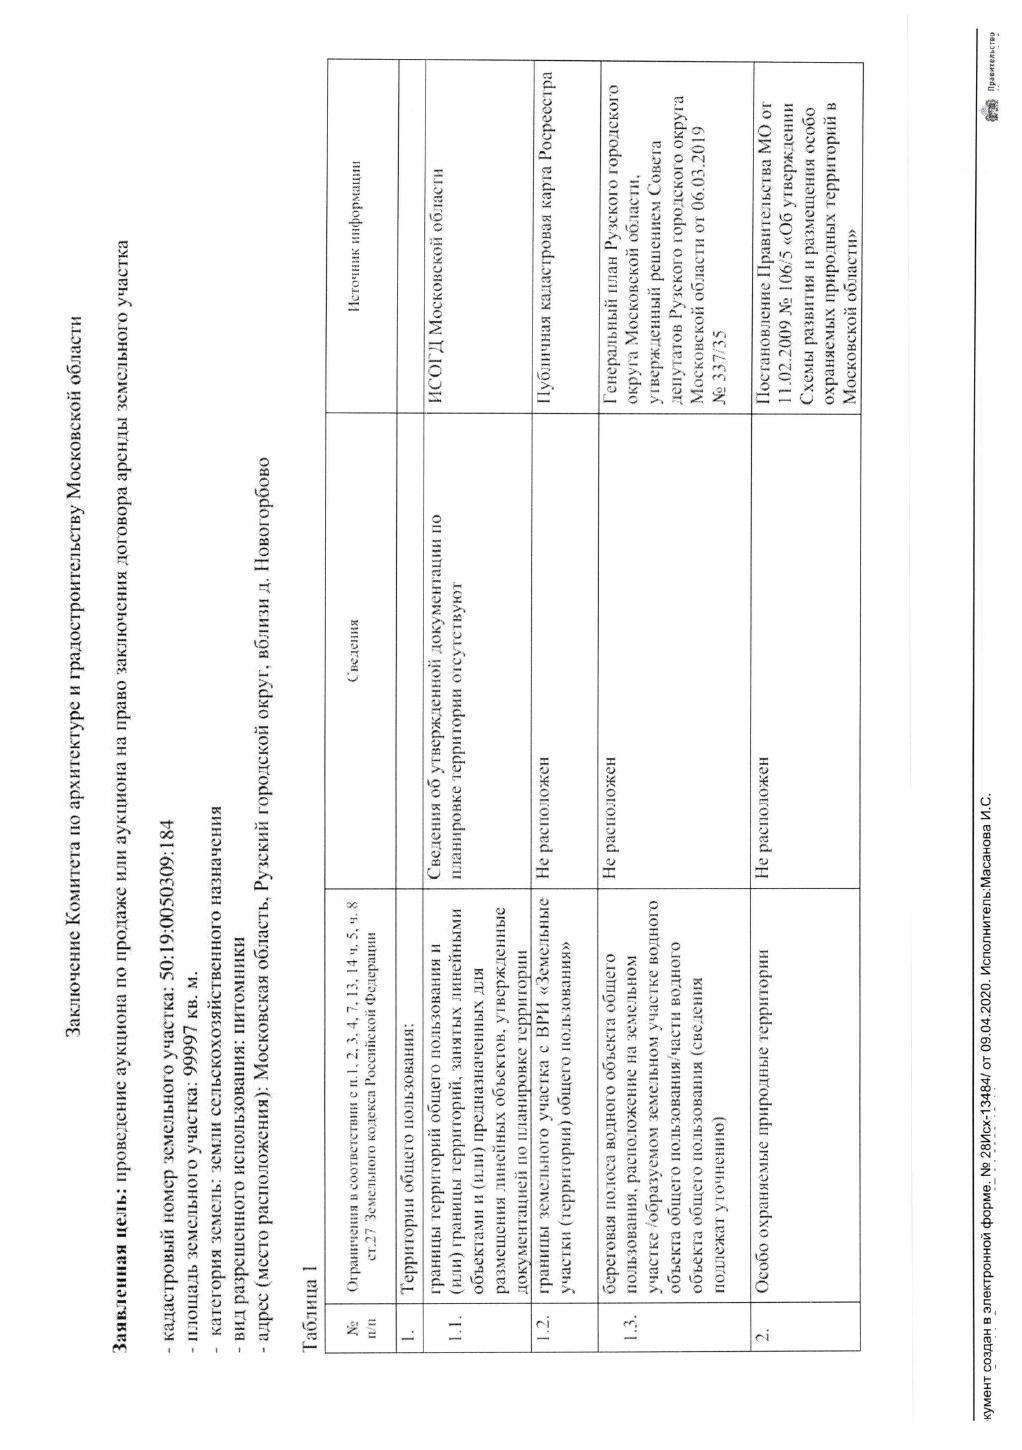 Заключение Комитета по архитектуре и градостроительству Московской области
Заявленная цель: проведение аукциона по продаже или аукциона на право заключения договора аренды земельного участка
- кадастровый номер земельного участка: 50:19:0050309:184
- площадь земельного участка: 99997 кв. м.
- категория земель: земли сельскохозяйственного назначения
- вид разрешенного использования: питомники
- адрес (место расположения): Московская область, Рузский городской округ, вблизи д. Новогорбово
Таблица 1
№
п/п
Ограничения в соответствии с п.1, 2, 3, 4, 7, 13, 14 ч. 5, ч. 8
ст.27 Земельного кодекса Российской Федерации
Сведения
Источник информации
1.
Территории общего пользования:
1.1.
границы территорий общего пользования и
(или) границы территорий, занятых линейными
объектами и (или) предназначенных для
размещения линейных объектов, утвержденные
документацией по планировке территории
Сведения об утвержденной документации по
планировке территории отсутствуют
ИСОГД Московской области
1.2.
границы земельного участка с ВРИ «Земельные
участки (территории) общего пользования»
Не расположен
Публичная кадастровая карта Росреестра
1.3.
береговая полоса водного объекта общего
пользования, расположение на земельном
участке /образуемом земельном участке водного
объекта общего пользования/части водного
объекта общего пользования (сведения
подлежат уточнению)
Не расположен
Генеральный план Рузского городского
округа Московской области,
утвержденный решением Совета
депутатов Рузского городского округа
Московской области от 06.03.2019
№ 337/35
2.
Особо охраняемые природные территории
Не расположен
Постановление Правительства МО от
11.02.2009 № 106/5 «Об утверждении
Схемы развития и размещения особо
охраняемых природных территорий в
Московской области»
кумент создан в электронной форме. № 28Исх-13484/ от 09.04.2020. Исполнитель:Масанова И.С.
Правительство